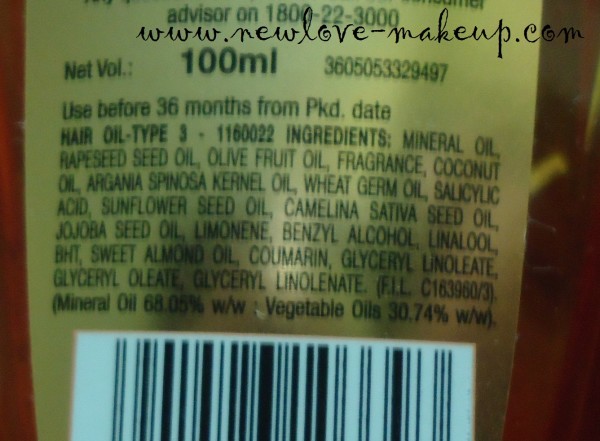 consumer
advisor on 1800-22-3000
www.newlove-makeup.com
Net Vol.: 100ml 3605053329497
Use before 36 months from Pkd. date
HAIR OIL-TYPE 3 - 1160022 INGREDIENTS: MINERAL OIL,
RAPESEED SEED OIL, OLIVE FRUIT OIL, FRAGRANCE, COCONUT
OIL, ARGANIA SPINOSA KERNEL OIL, WHEAT GERM OIL, SALICYLIC
ACID, SUNFLOWER SEED OIL, CAMELINA SATIVA SEED OIL,
JOJOBA SEED OIL, LIMONENE, BENZYL ALCOHOL, LINALOOL,
BHT, SWEET ALMOND OIL, COUMARIN, GLYCERYL LINOLEATE,
GLYCERYL OLEATE, GLYCERYL LINOLENATE. (F.I.L. C163960/3).
(Mineral Oil 68.05% w/w : Vegetable Oils 30.74% w/w).